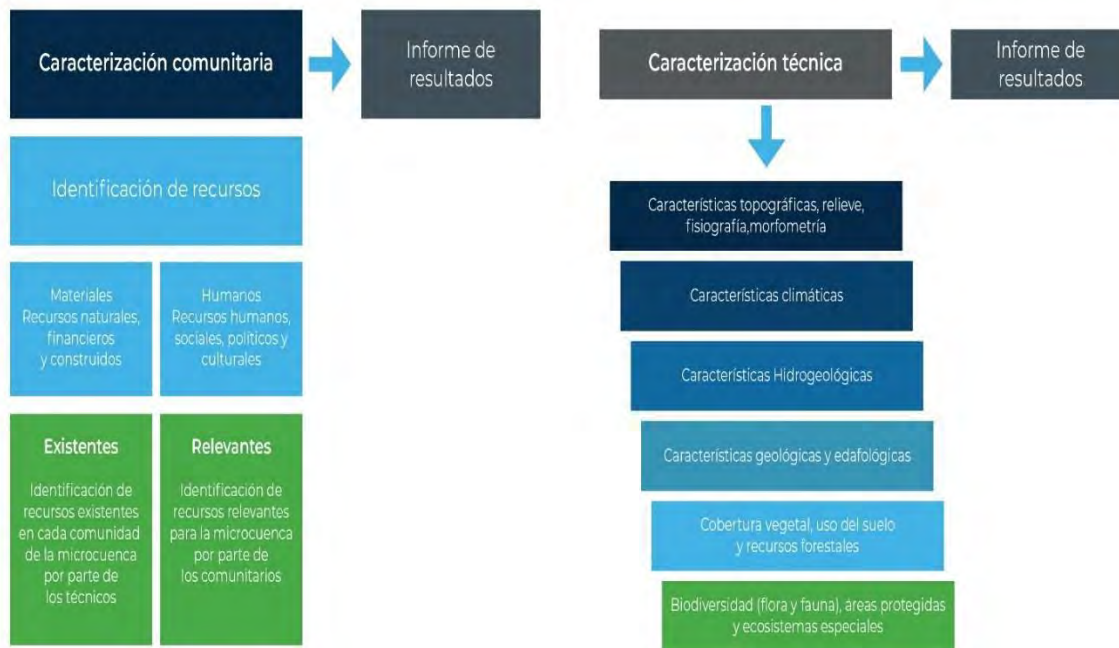 Caracterización comunitaria
Informe de
resultados
Identificación de recursos
Materiales
Recursos naturales,
financieros
y construidos
Humanos
Recursos humanos,
sociales, políticos y
culturales
Existentes
Identificación de
recursos existentes
en cada comunidad
de la microcuenca
por parte de
los técnicos
Relevantes
Identificación de
recursos relevantes
para la microcuenca
por parte de
los comunitarios
Caracterización técnica
Informe de
resultados
Características topográficas, relieve,
fisiografía,morfometría
Características climáticas
Características Hidrogeológicas
Características geológicas y edafológicas
Cobertura vegetal, uso del suelo
y recursos forestales
Biodiversidad (flora y fauna), áreas protegidas
y ecosistemas especiales